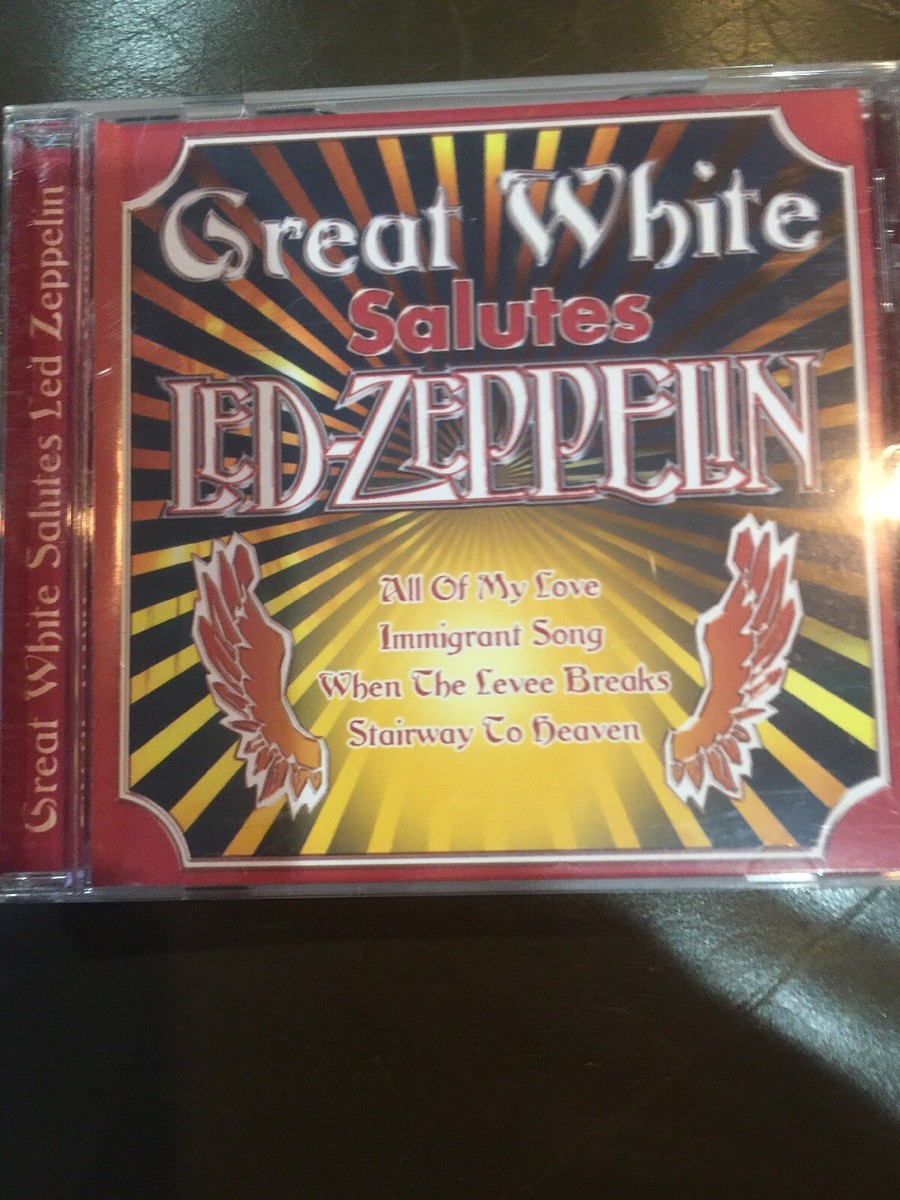 Great White Salutes Led Zeppelin
Great White
Salutes
LED-ZEPPELIN
All Of My Love
Immigrant Song
When The Levee Breaks
Stairway To Heaven